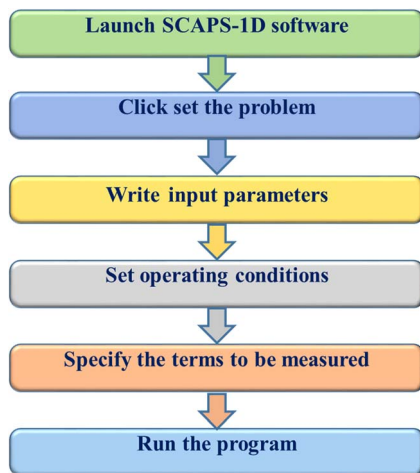 Launch SCAPS-1D software
Click set the problem
Write input parameters
Set operating conditions
Specify the terms to be measured
Run the program